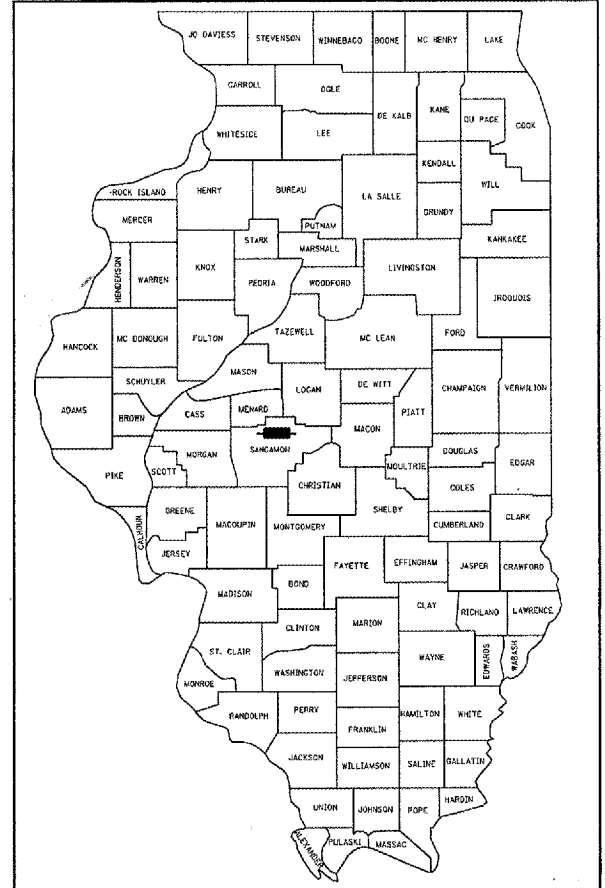 JO DAVIESS STEVENSON WINNEBAGO BOONE MC HENRY LAKE
CARROLL OGLE DE KALB KANE DU PAGE COOK
WHITESIDE LEE KENDALL WILL
ROCK ISLAND HENRY BUREAU LA SALLE GRUNDY
MERCER PUTNAM KANKAKEE
STARK MARSHALL
HENDERSON WARREN KNOX PEORIA WOODFORD LIVINGSTON IROQUOIS
HANCOCK MC DONOUGH FULTON TAZEWELL MC LEAN FORD
SCHUYLER MASON LOGAN DE WITT CHAMPAIGN VERMILION
ADAMS BROWN CASS MENARD PIATT
MACON
MORGAN SANGAMON MOULTRIE DOUGLAS EDGAR
PIKE SCOTT CHRISTIAN COLES
GREENE MACOUPIN MONTGOMERY SHELBY CLARK
CALHOUN JERSEY CUMBERLAND
FAYETTE EFFINGHAM JASPER CRAWFORD
MADISON BOND
CLAY RICHLAND LAWRENCE
CLINTON MARION
ST. CLAIR WAYNE EDWARDS WABASH
WASHINGTON JEFFERSON
MONROE
RANDOLPH PERRY HAMILTON WHITE
FRANKLIN
JACKSON WILLIAMSON SALINE GALLATIN
UNION JOHNSON POPE HARDIN
ALEXANDER PULASKI MASSAC